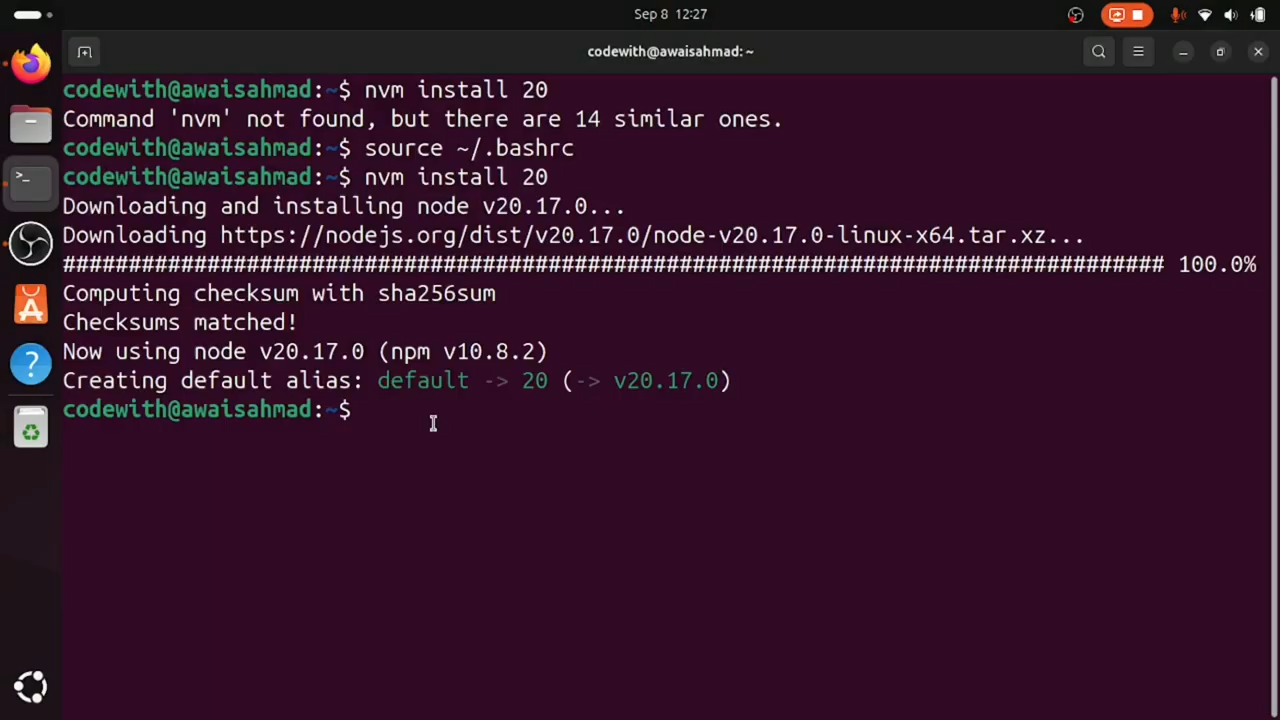 Sep 8 12:27
codewith@awaisahmad: ~
codewith@awaisahmad:~$ nvm install 20
Command 'nvm' not found, but there are 14 similar ones.
codewith@awaisahmad:~$ source ~/.bashrc
codewith@awaisahmad:~$ nvm install 20
Downloading and installing node v20.17.0...
Downloading https://nodejs.org/dist/v20.17.0/node-v20.17.0-linux-x64.tar.xz...
#################################################################################### 100.0%
Computing checksum with sha256sum
Checksums matched!
Now using node v20.17.0 (npm v10.8.2)
Creating default alias: default -> 20 (-> v20.17.0)
codewith@awaisahmad:~$